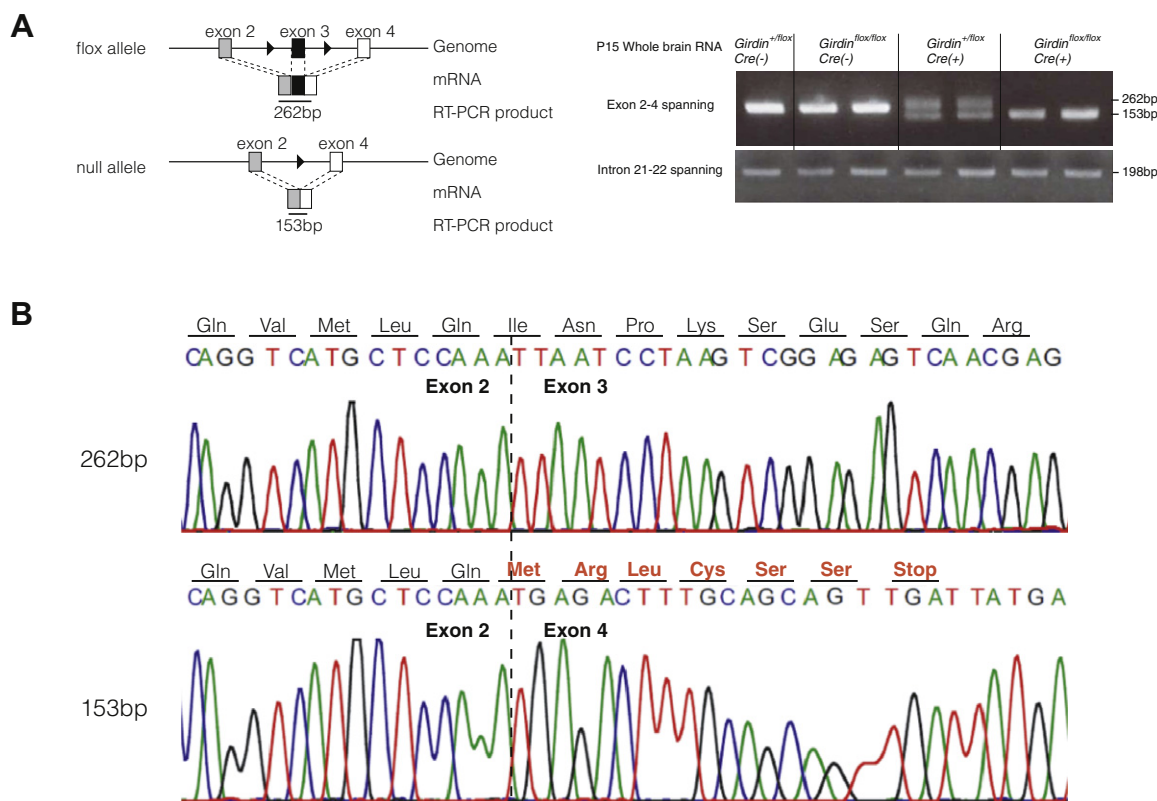 A
exon 2 exon 3 exon 4
flox allele
Genome
mRNA
262bp
RT-PCR product
exon 2 exon 4
null allele
Genome
mRNA
153bp
RT-PCR product
P15 Whole brain RNA
Girdin+/flox Cre(-)
Girdinflox/flox Cre(-)
Girdin+/flox Cre(+)
Girdinflox/flox Cre(+)
Exon 2-4 spanning
262bp
153bp
Intron 21-22 spanning
198bp
B
Gln Val Met Leu Gln Ile Asn Pro Lys Ser Glu Ser Gln Arg
CAGGTCATGCTCCAAATTAATCCTAAGTCGGAGAGTCAACGAG
Exon 2 Exon 3
262bp
Gln Val Met Leu Gln Met Arg Leu Cys Ser Ser Stop
CAGGTCATGCTCCAAATGAGACTTTGCAGCAGTTGATTATGA
Exon 2 Exon 4
153bp